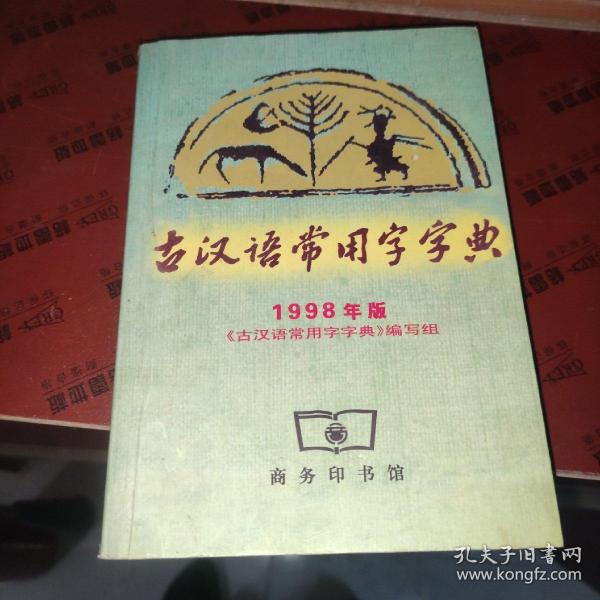 古汉语常用字字典
1998年版
《古汉语常用字字典》编写组
商务印书馆
孔夫子旧书网
www.kongfz.com